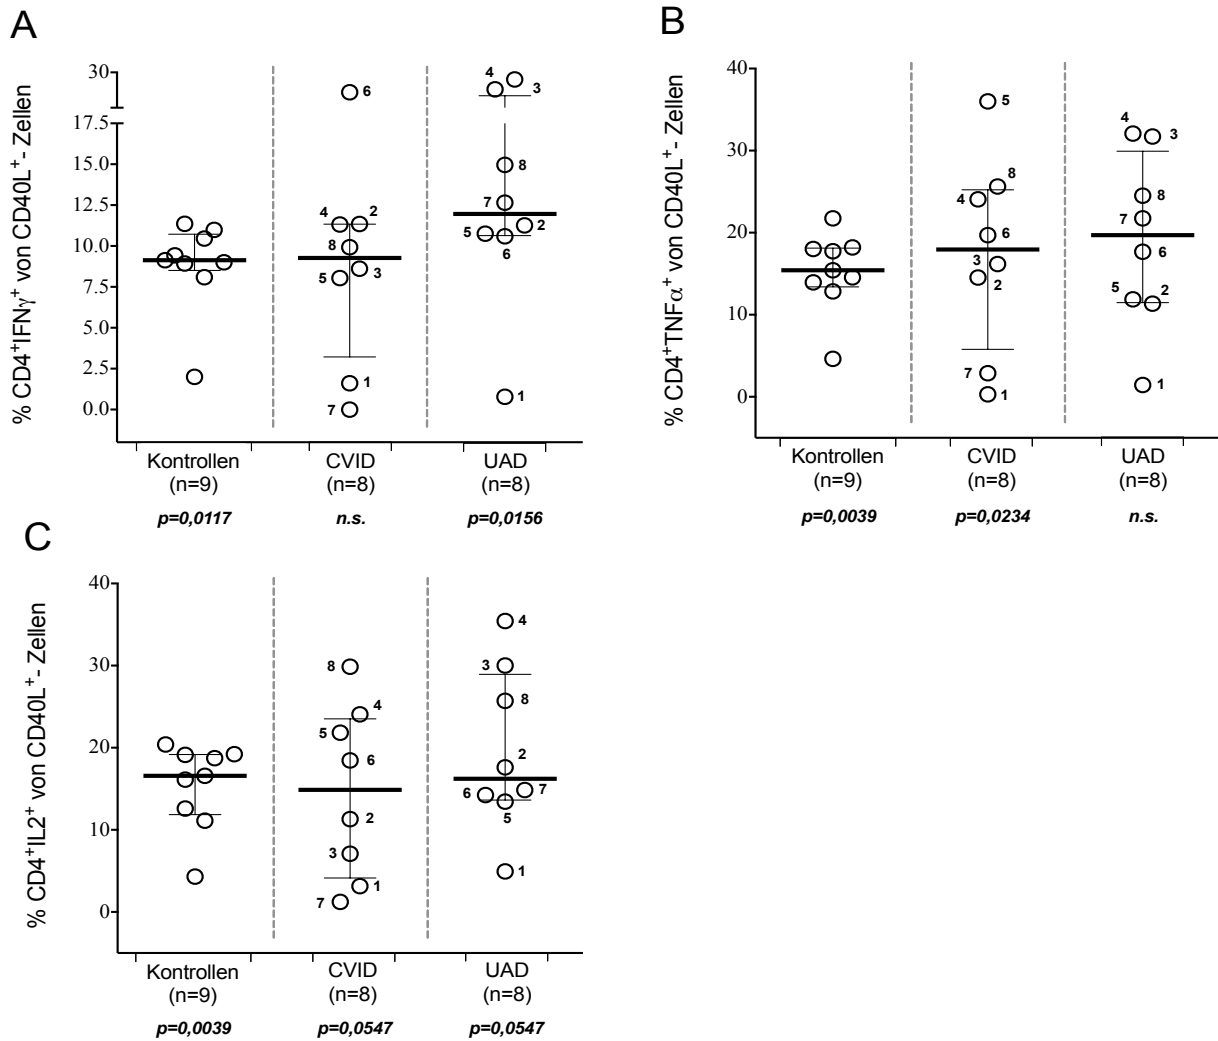 A
% CD4⁺IFNγ⁺ von CD40L⁺- Zellen
30
17.5
15.0
12.5
10.0
7.5
5.0
2.5
0.0
6
4
2
8
3
5
1
7
4
3
8
7
5
2
6
1
Kontrollen
(n=9)
p=0,0117
CVID
(n=8)
n.s.
UAD
(n=8)
p=0,0156
B
% CD4⁺TNFα⁺ von CD40L⁺- Zellen
40
30
20
10
0
5
8
4
6
3
2
7
1
4
3
8
7
6
5
2
1
Kontrollen
(n=9)
p=0,0039
CVID
(n=8)
p=0,0234
UAD
(n=8)
n.s.
C
% CD4⁺IL2⁺ von CD40L⁺- Zellen
40
30
20
10
0
8
4
5
6
2
3
1
7
4
3
8
2
6
7
5
1
Kontrollen
(n=9)
p=0,0039
CVID
(n=8)
p=0,0547
UAD
(n=8)
p=0,0547